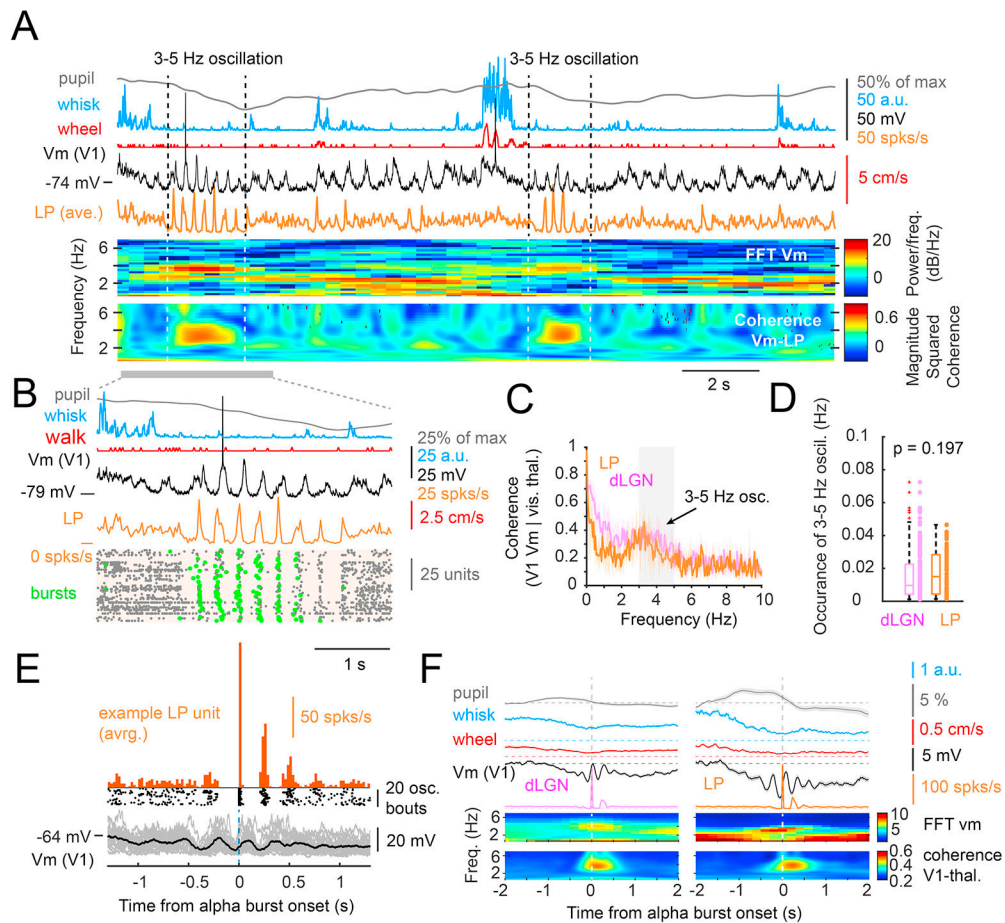 A
3-5 Hz oscillation
3-5 Hz oscillation
pupil
whisk
wheel
Vm (V1)
-74 mV
LP (ave.)
50% of max
50 a.u.
50 mV
50 spks/s
5 cm/s
Frequency (Hz)
6
2
FFT Vm
20
0
Power/freq.
(dB/Hz)
6
2
Coherence
Vm-LP
0.6
0
Magnitude
Squared
Coherence
2 s
B
pupil
whisk
walk
Vm (V1)
-79 mV
LP
0 spks/s
bursts
25% of max
25 a.u.
25 mV
25 spks/s
2.5 cm/s
25 units
1 s
C
Coherence
(V1 Vm | vis. thal.)
1
0.8
0.6
0.4
0.2
0
LP
dLGN
3-5 Hz osc.
0 2 4 6 8 10
Frequency (Hz)
D
Occurance of 3-5 Hz oscil. (Hz)
0.1
0.08
0.06
0.04
0.02
0
p = 0.197
dLGN LP
E
example LP unit
(avrg.)
50 spks/s
20 osc.
bouts
-64 mV
Vm (V1)
20 mV
-1 -0.5 0 0.5 1
Time from alpha burst onset (s)
F
pupil
whisk
wheel
Vm (V1)
dLGN
LP
1 a.u.
5 %
0.5 cm/s
5 mV
100 spks/s
Freq. (Hz)
6
2
10
5
FFT vm
6
2
0.6
0.4
0.2
coherence
V1-thal.
-2 -1 0 1 2
-2 -1 0 1 2
Time from alpha burst onset (s)